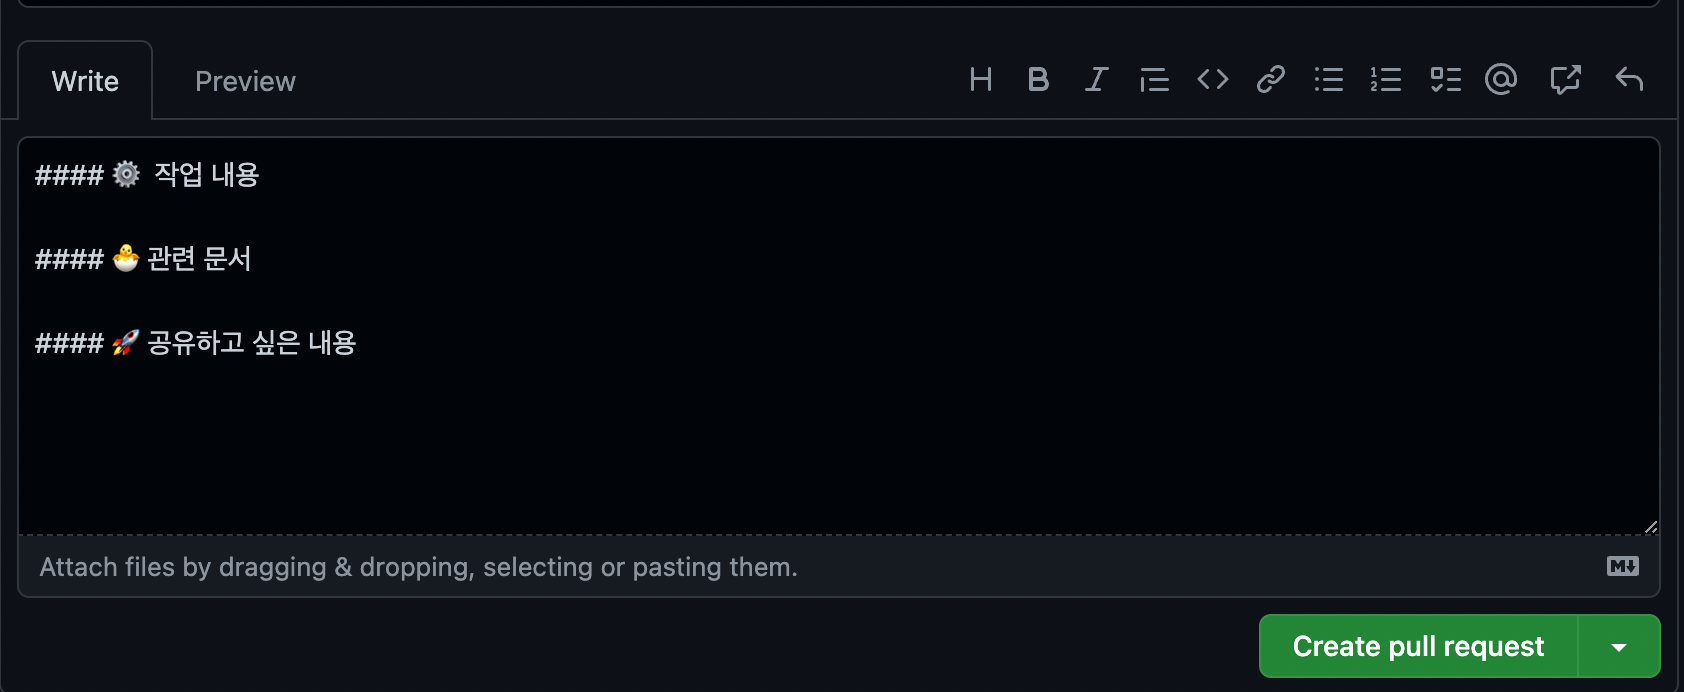 Write Preview
#### ⚙️ 작업 내용
#### 🐣 관련 문서
#### 🚀 공유하고 싶은 내용
Attach files by dragging & dropping, selecting or pasting them.
Create pull request